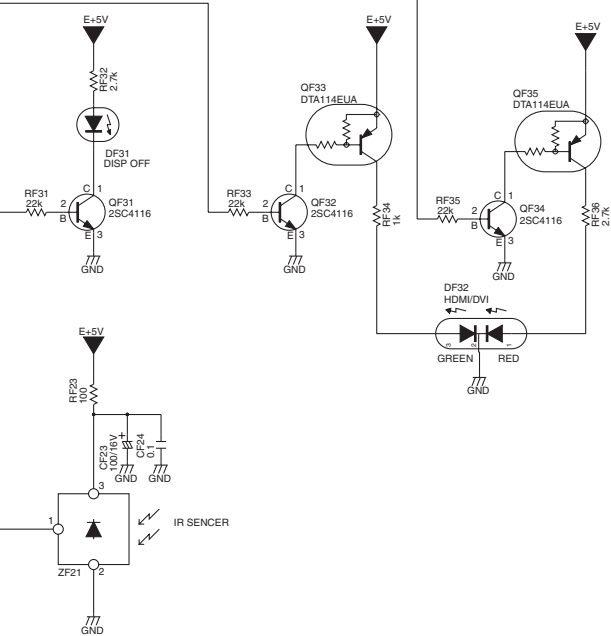 E+5V
RF32
2.7k
DF31
DISP OFF
RF31
22k
2
B
C
1
QF31
2SC4116
E
3
GND
E+5V
QF33
DTA114EUA
RF33
22k
2
B
C
1
QF32
2SC4116
E
3
GND
RF34
1k
E+5V
QF35
DTA114EUA
RF35
22k
2
B
C
1
QF34
2SC4116
E
3
GND
RF36
2.7k
DF32
HDMI/DVI
3
2
1
GREEN
RED
GND
E+5V
RF23
100
CF23
100/16V
+
GND
CF24
0.1
GND
3
1
2
ZF21
IR SENCER
GND